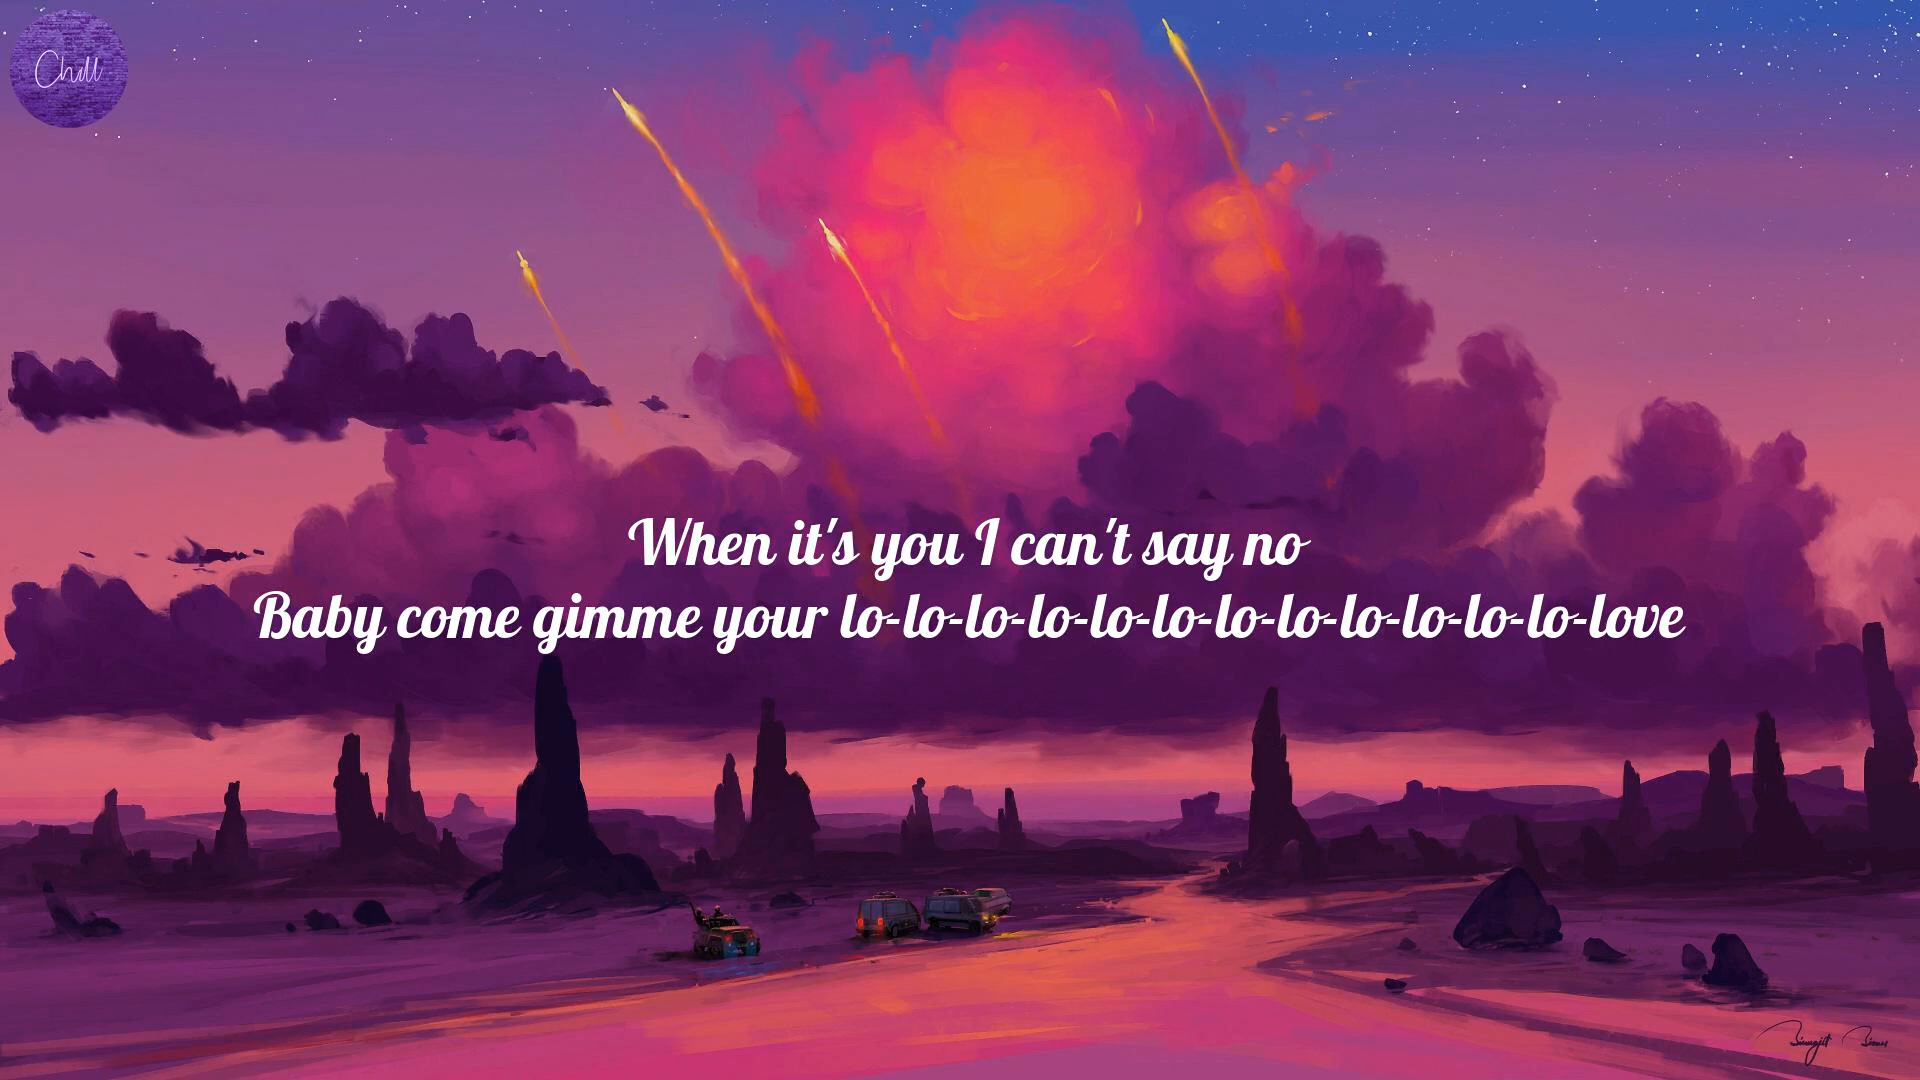 Chill
When it's you I can't say no
Baby come gimme your lo-lo-lo-lo-lo-lo-lo-lo-lo-lo-lo-lo-love